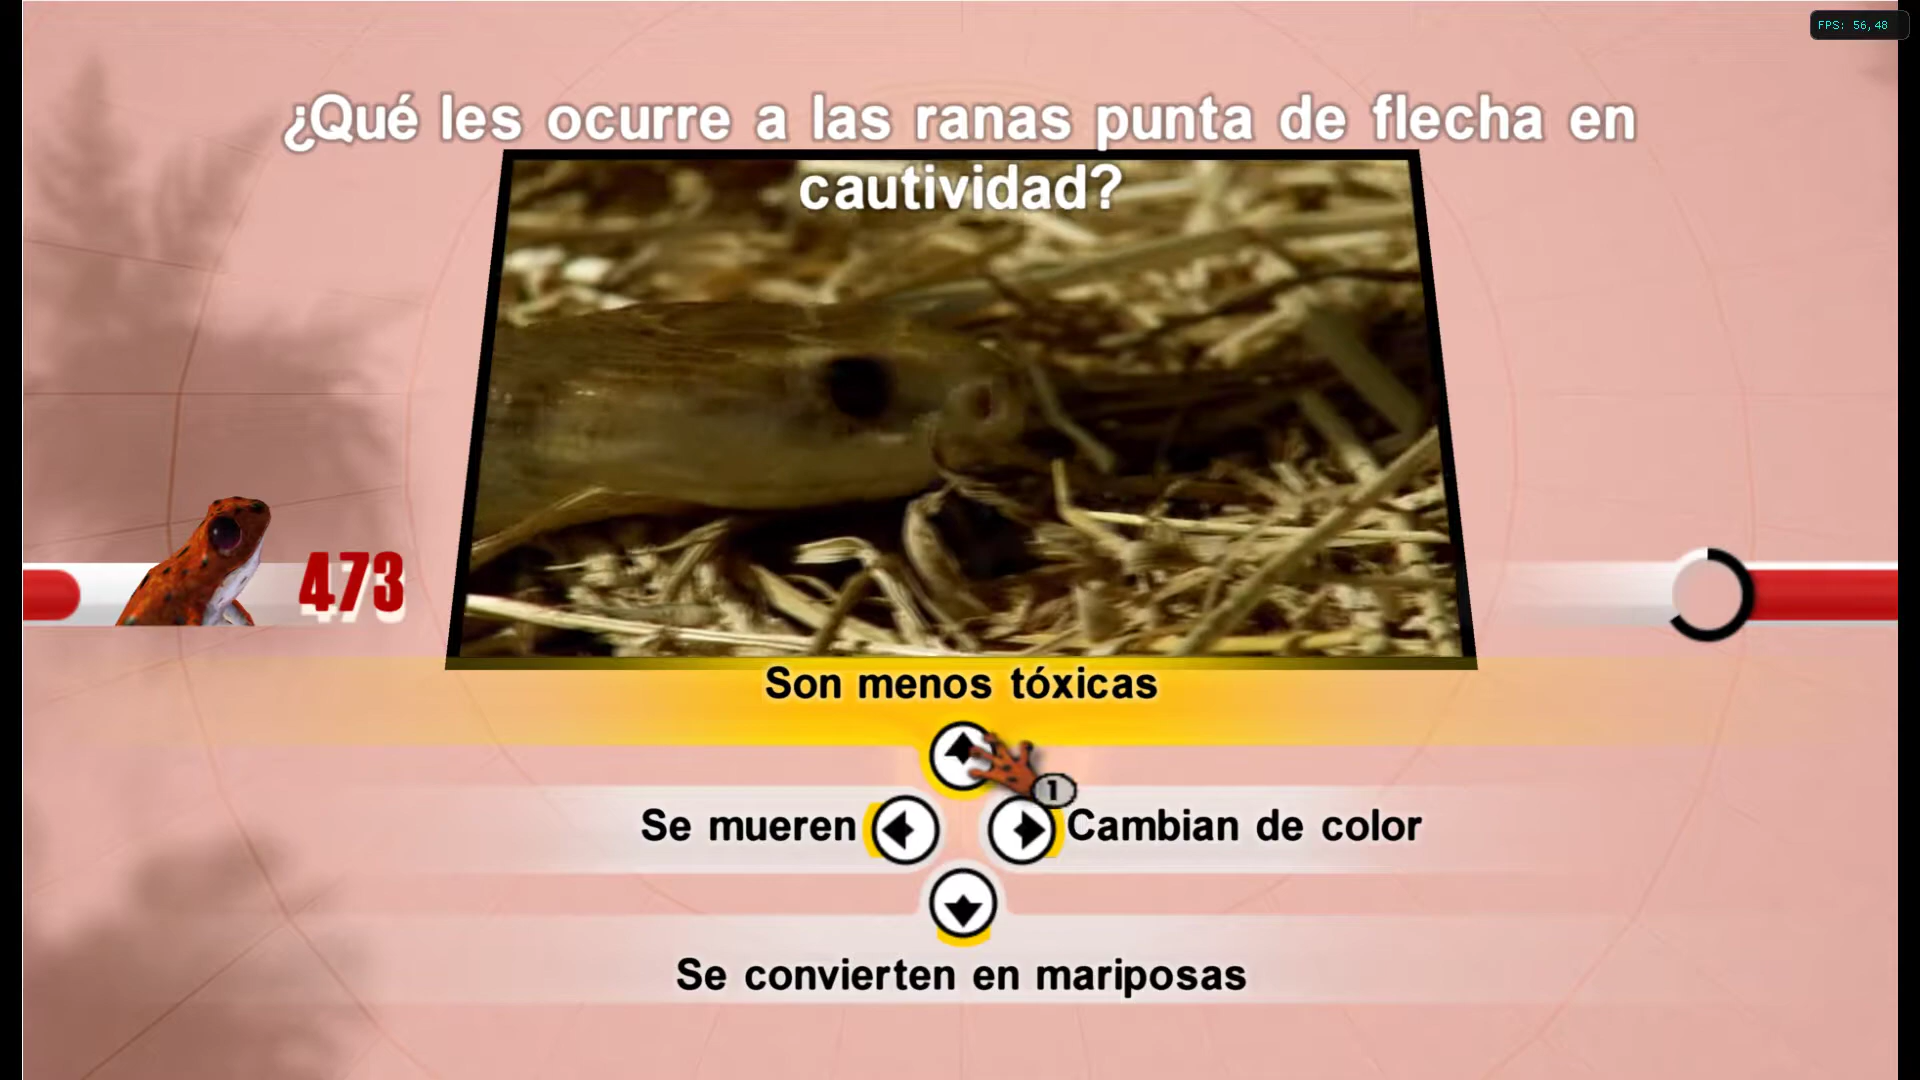 FPS: 56,48
¿Qué les ocurre a las ranas punta de flecha en
cautividad?
473
Son menos tóxicas
1
Se mueren
Cambian de color
Se convierten en mariposas